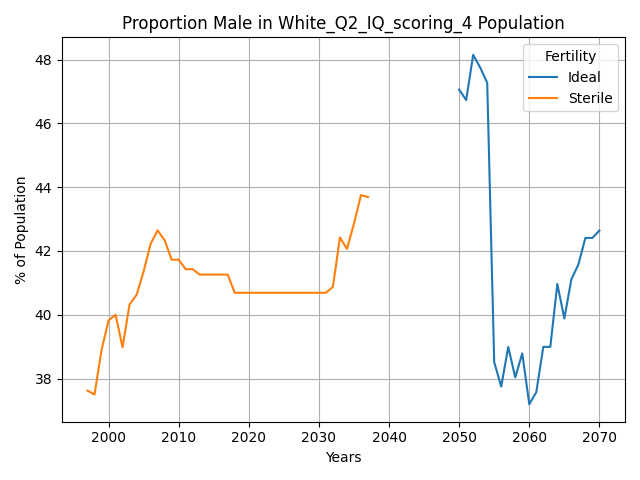 Proportion Male in White_Q2_IQ_scoring_4 Population
Fertility
Ideal
Sterile
48
46
44
42
40
38
% of Population
2000 2010 2020 2030 2040 2050 2060 2070
Years